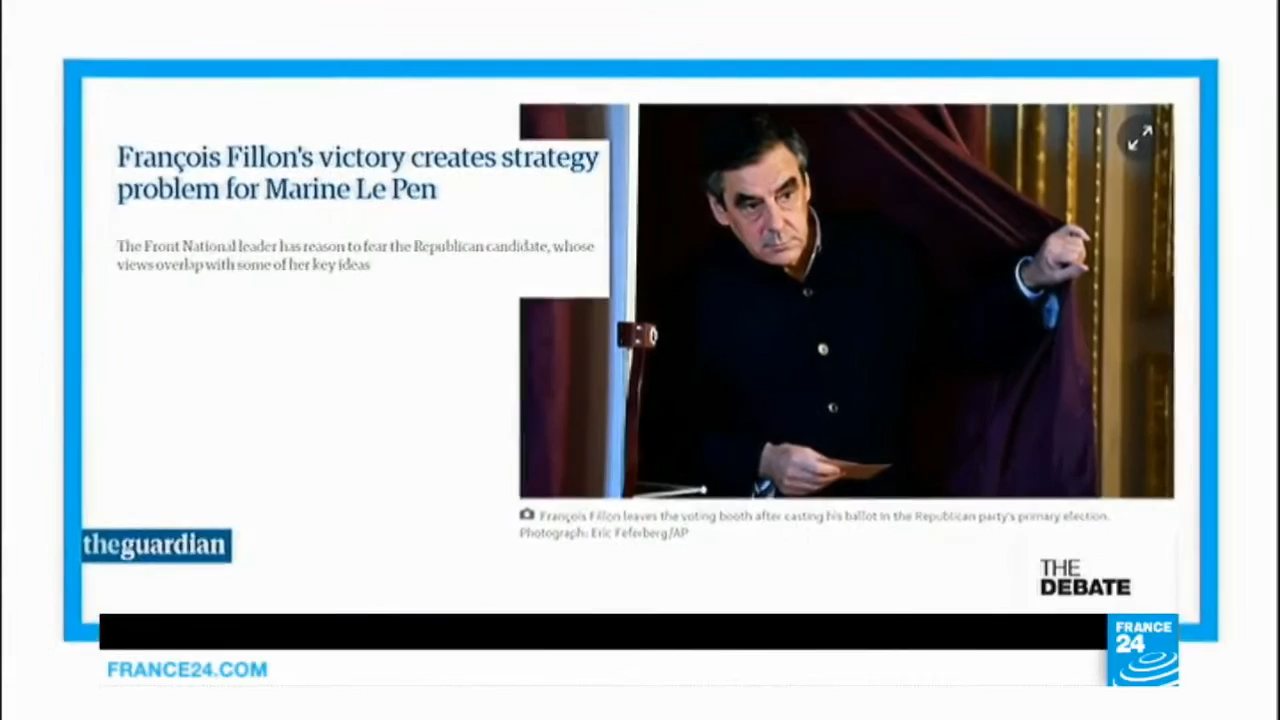 François Fillon's victory creates strategy
problem for Marine Le Pen
The Front National leader has reason to fear the Republican candidate, whose
views overlap with some of her key ideas
François Fillon leaves the voting booth after casting his ballot in the Republican party's primary election.
Photograph: Eric Feferberg/AP
theguardian
THE
DEBATE
FRANCE
24
FRANCE24.COM